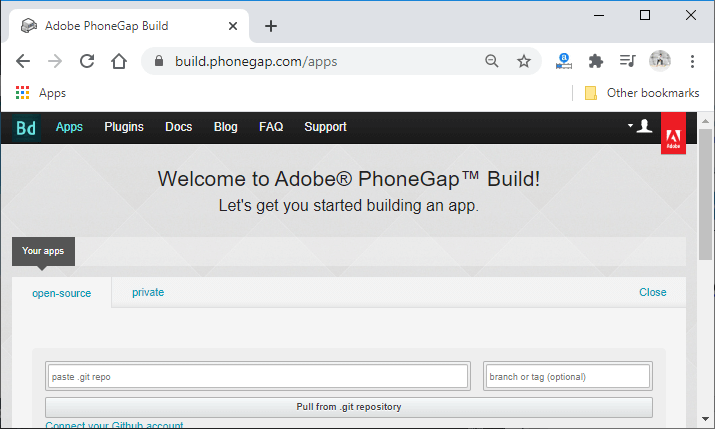 Adobe PhoneGap Build
build.phonegap.com/apps
Apps
Other bookmarks
Bd Apps Plugins Docs Blog FAQ Support
Adobe
Welcome to Adobe® PhoneGap™ Build!
Let's get you started building an app.
Your apps
open-source private Close
paste .git repo branch or tag (optional)
Pull from .git repository
Connect your Github account